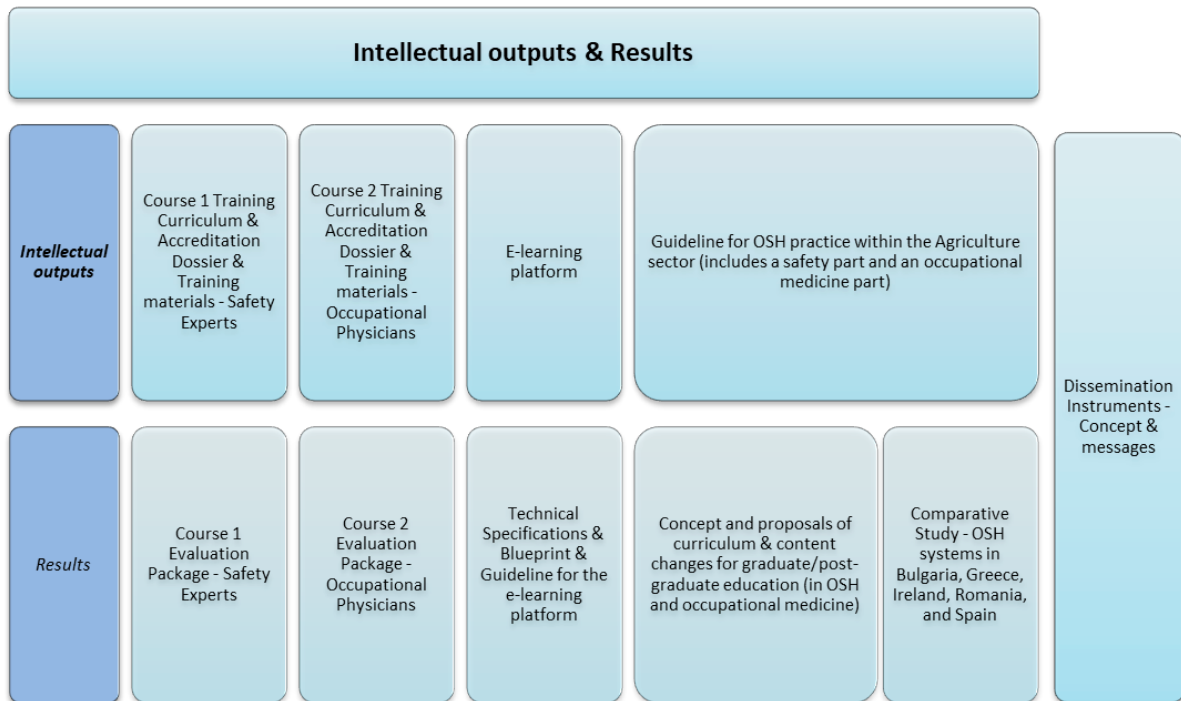 Intellectual outputs & Results
Intellectual
outputs
Course 1 Training
Curriculum &
Accreditation
Dossier &
Training
materials - Safety
Experts
Course 2 Training
Curriculum &
Accreditation
Dossier &
Training
materials -
Occupational
Physicians
E-learning
platform
Guideline for OSH practice within the Agriculture
sector (includes a safety part and an occupational
medicine part)
Dissemination
Instruments -
Concept &
messages
Results
Course 1
Evaluation
Package - Safety
Experts
Course 2
Evaluation
Package -
Occupational
Physicians
Technical
Specifications &
Blueprint &
Guideline for the
e-learning
platform
Concept and proposals of
curriculum & content
changes for graduate/post-
graduate education (in OSH
and occupational medicine)
Comparative
Study - OSH
systems in
Bulgaria, Greece,
Ireland, Romania,
and Spain